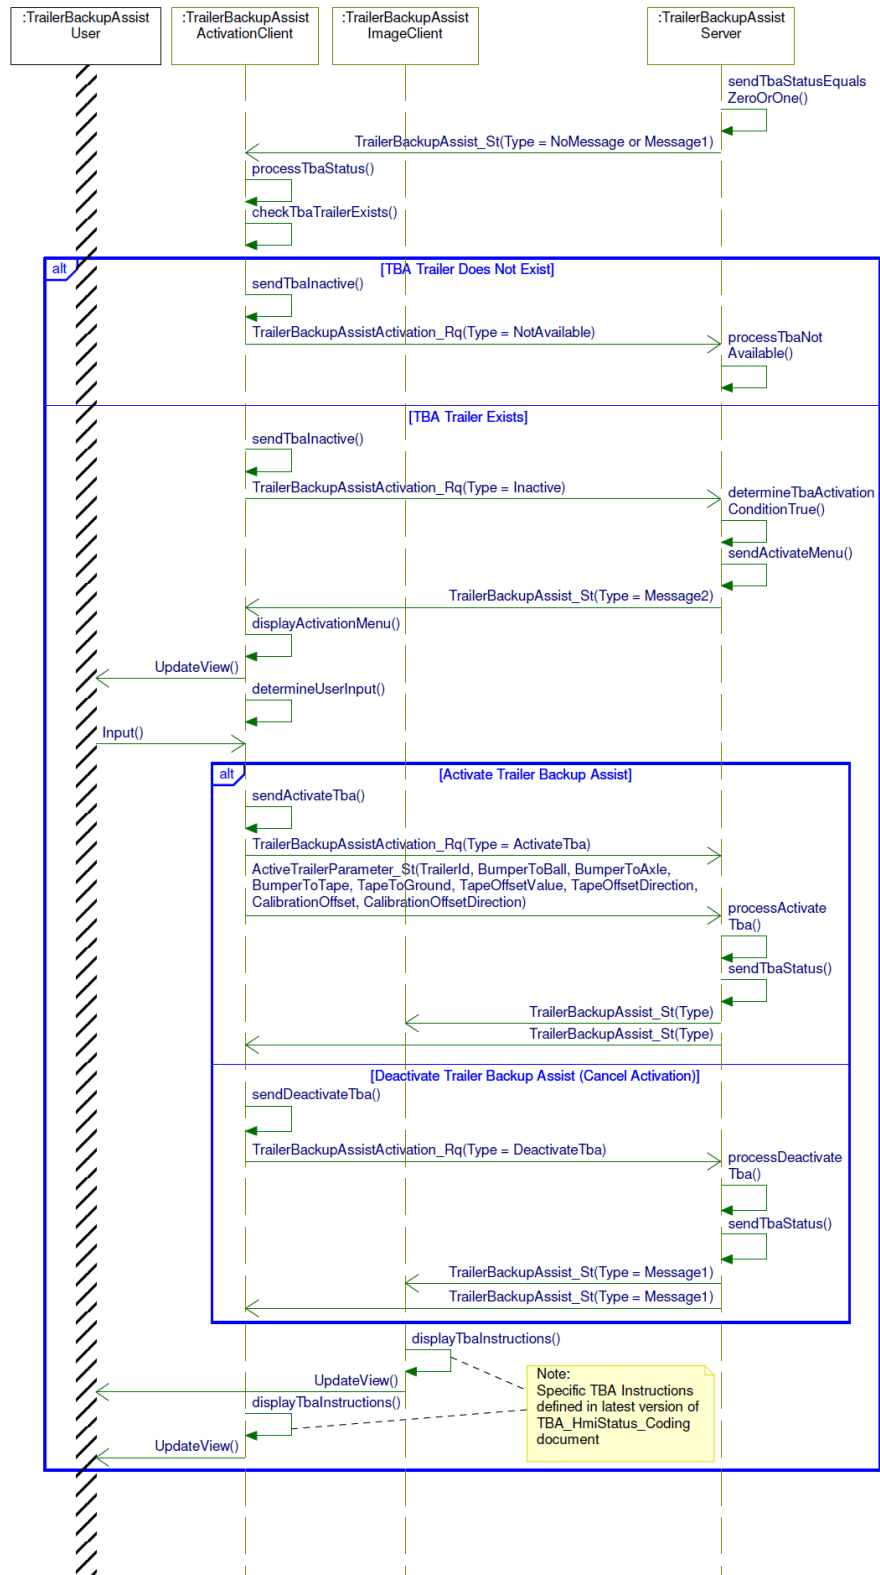 :TrailerBackupAssist
User
:TrailerBackupAssist
ActivationClient
:TrailerBackupAssist
ImageClient
:TrailerBackupAssist
Server
sendTbaStatusEquals
ZeroOrOne()
TrailerBackupAssist_St(Type = NoMessage or Message1)
processTbaStatus()
checkTbaTrailerExists()
alt
[TBA Trailer Does Not Exist]
sendTbaInactive()
TrailerBackupAssistActivation_Rq(Type = NotAvailable)
processTbaNot
Available()
[TBA Trailer Exists]
sendTbaInactive()
TrailerBackupAssistActivation_Rq(Type = Inactive)
determineTbaActivation
ConditionTrue()
sendActivateMenu()
TrailerBackupAssist_St(Type = Message2)
displayActivationMenu()
UpdateView()
determineUserInput()
Input()
alt
[Activate Trailer Backup Assist]
sendActivateTba()
TrailerBackupAssistActivation_Rq(Type = ActivateTba)
ActiveTrailerParameter_St(TrailerId, BumperToBall, BumperToAxle,
BumperToTape, TapeToGround, TapeOffsetValue, TapeOffsetDirection,
CalibrationOffset, CalibrationOffsetDirection)
processActivate
Tba()
sendTbaStatus()
TrailerBackupAssist_St(Type)
TrailerBackupAssist_St(Type)
[Deactivate Trailer Backup Assist (Cancel Activation)]
sendDeactivateTba()
TrailerBackupAssistActivation_Rq(Type = DeactivateTba)
processDeactivate
Tba()
sendTbaStatus()
TrailerBackupAssist_St(Type = Message1)
TrailerBackupAssist_St(Type = Message1)
displayTbaInstructions()
UpdateView()
displayTbaInstructions()
UpdateView()
Note:
Specific TBA Instructions
defined in latest version of
TBA_HmiStatus_Coding
document